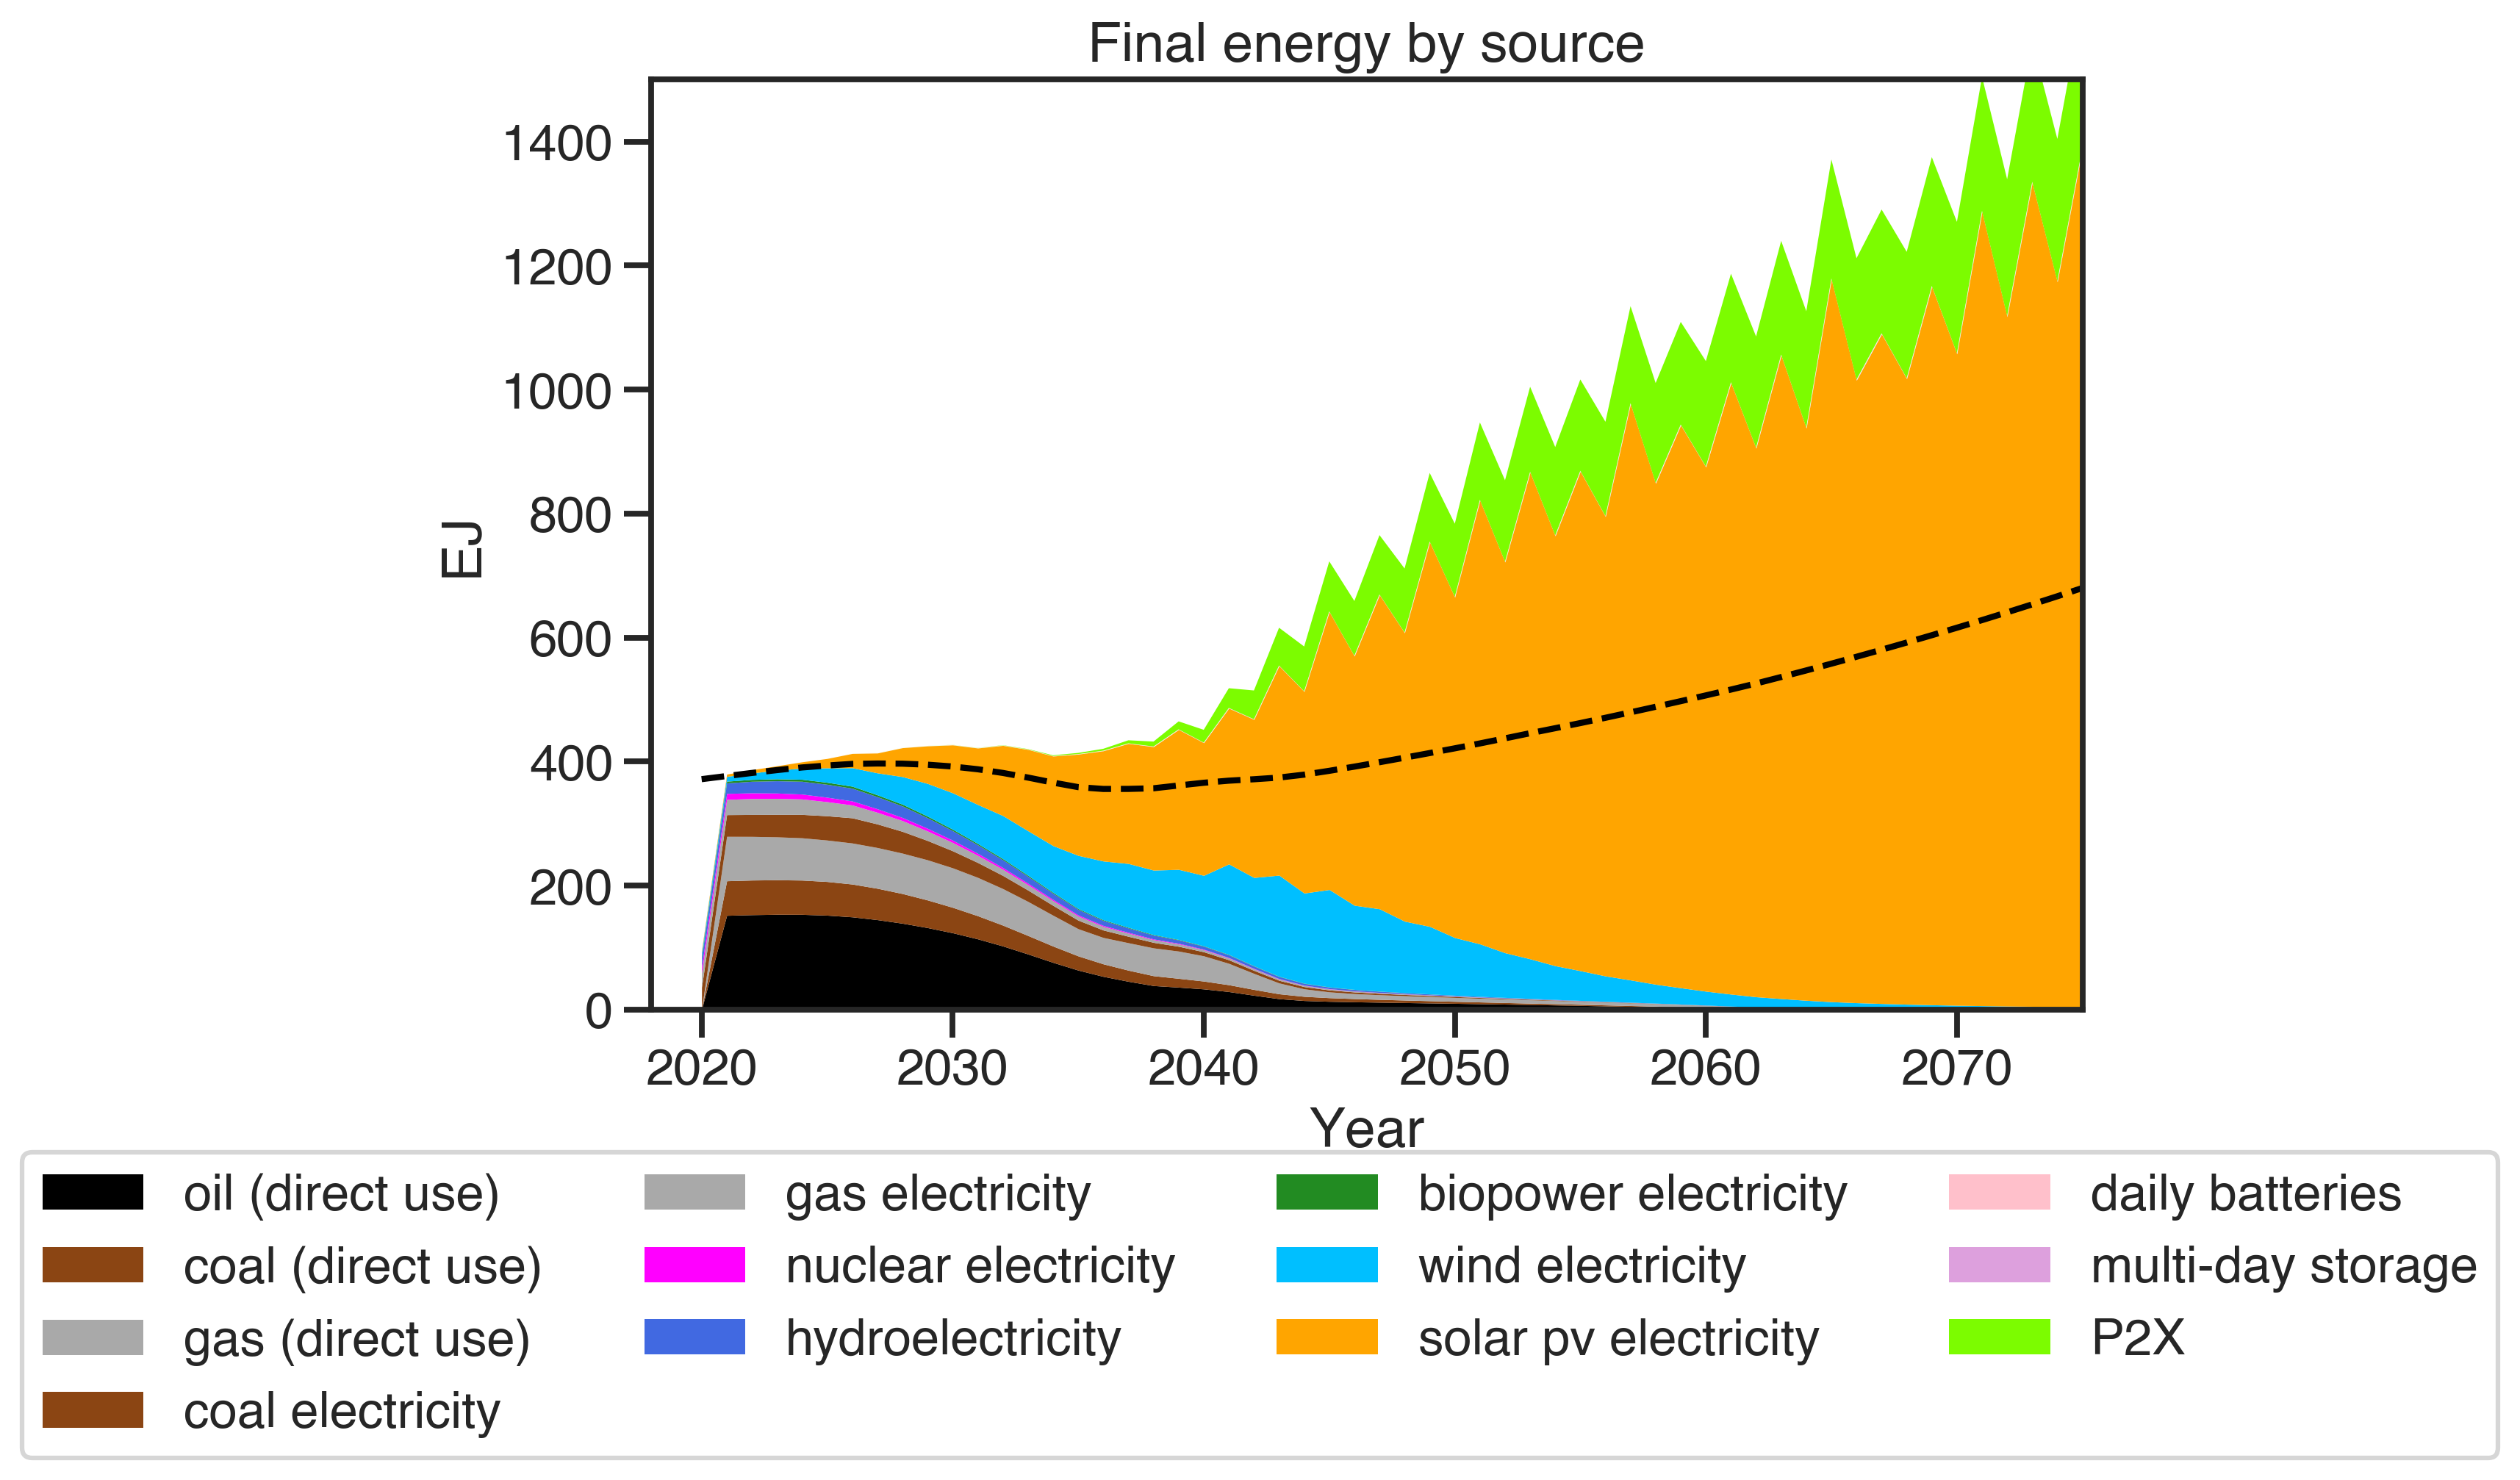 Final energy by source
1400
1200
1000
800
600
400
200
0
EJ
2020 2030 2040 2050 2060 2070
Year
oil (direct use) gas electricity biopower electricity daily batteries
coal (direct use) nuclear electricity wind electricity multi-day storage
gas (direct use) hydroelectricity solar pv electricity P2X
coal electricity